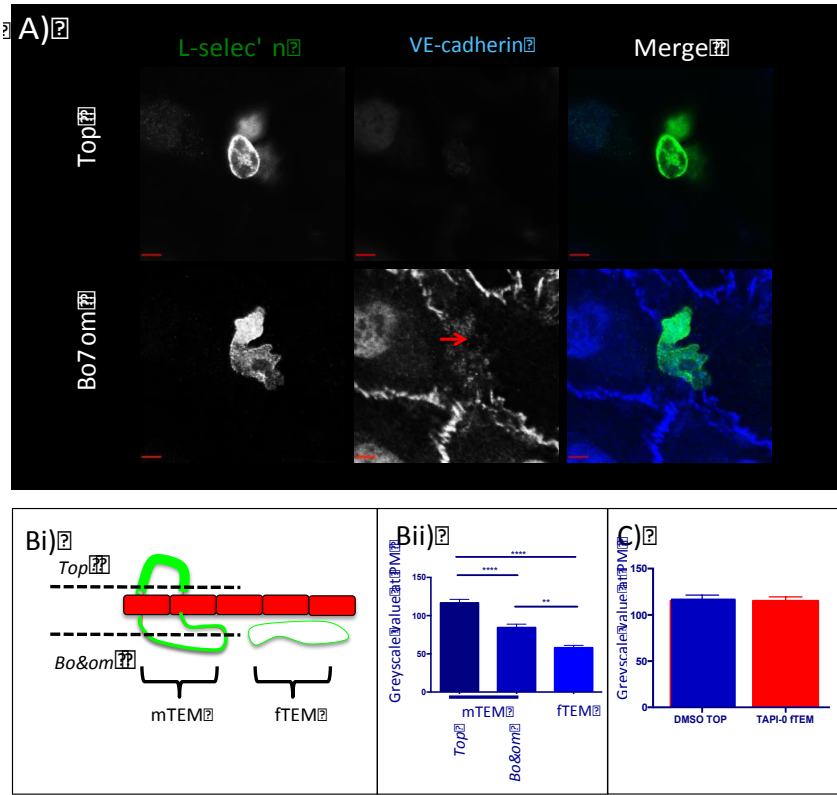 A)⍰
L-selec' n⍰
VE-cadherin⍰
Merge⍰⍰
Top⍰⍰
Bo7om⍰⍰
Bi)⍰
Top⍰⍰
Bo&om⍰⍰
mTEM⍰
fTEM⍰
Bii)⍰
Greyscale⍰value⍰at⍰PM⍰
150
100
50
0
****
****
**
mTEM⍰
fTEM⍰
Top⍰
Bo&om⍰
C)⍰
Greyscale⍰value⍰at⍰PM⍰
150
100
50
0
DMSO TOP
TAPI-0 fTEM